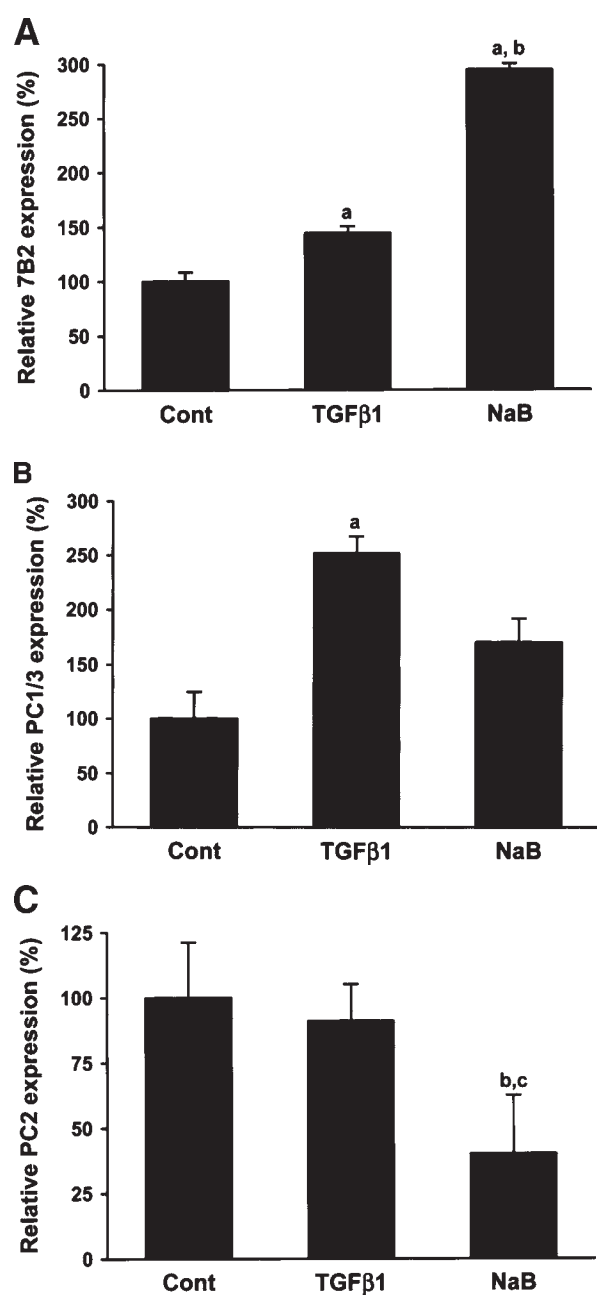 A
Relative 7B2 expression (%)
300
250
200
150
100
50
0
a
a, b
Cont TGFβ1 NaB
B
Relative PC1/3 expression (%)
300
250
200
150
100
50
0
a
Cont TGFβ1 NaB
C
Relative PC2 expression (%)
125
100
75
50
25
0
b,c
Cont TGFβ1 NaB